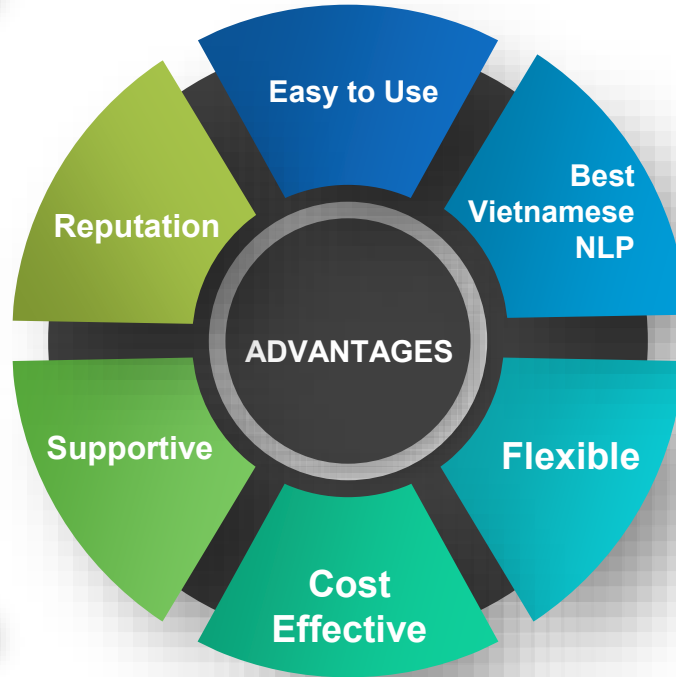 Easy to Use
Best
Vietnamese
NLP
Reputation
ADVANTAGES
Supportive
Flexible
Cost
Effective